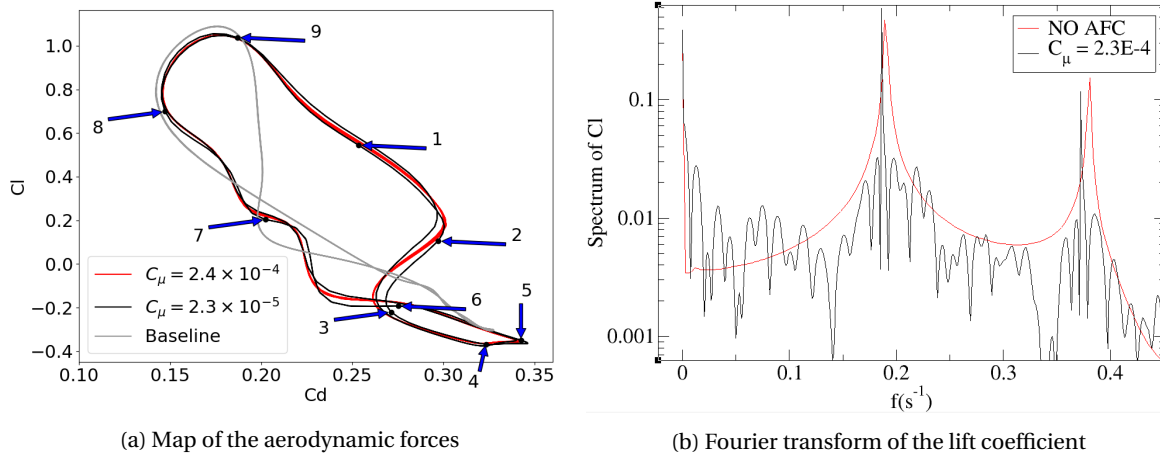 1.0
0.8
0.6
0.4
0.2
0.0
−0.2
−0.4
Cl
0.10 0.15 0.20 0.25 0.30 0.35
Cd
9
8
1
7
2
6
5
3
4
C_μ = 2.4 × 10⁻⁴
C_μ = 2.3 × 10⁻⁵
Baseline
(a) Map of the aerodynamic forces
NO AFC
C_μ = 2.3E-4
0.1
0.01
0.001
Spectrum of Cl
0 0.1 0.2 0.3 0.4
f(s⁻¹)
(b) Fourier transform of the lift coefficient